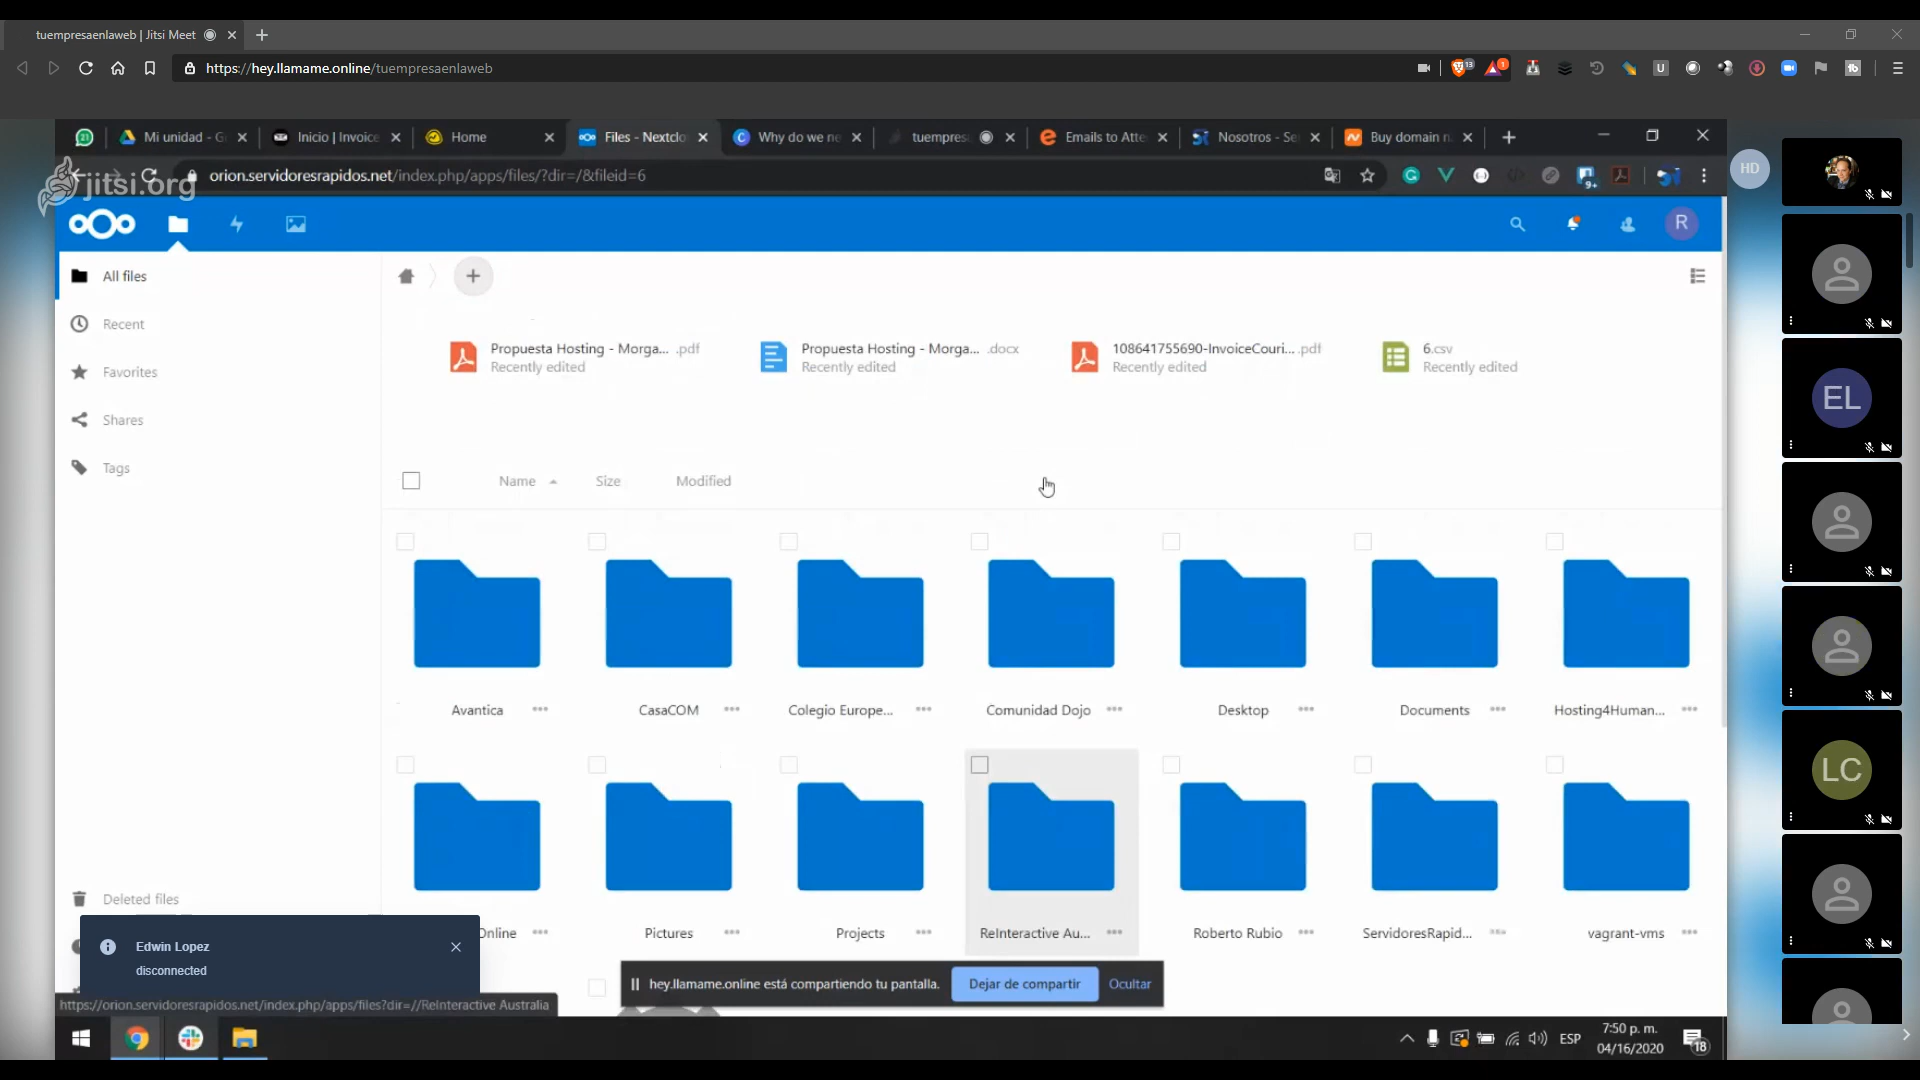 tuempresaenlaweb | Jitsi Meet
https://hey.llamame.online/tuempresaenlaweb
13
1
U
21
Mi unidad - G
Inicio | Invoice
Home
Files - Nextclo
Why do we ne
tuempres
Emails to Atte
Nosotros - Se
Buy domain n
jitsi.org
orion.servidoresrapidos.net/index.php/apps/files/?dir=/&fileid=6
9+
HD
R
All files
Recent
Favorites
Shares
Tags
Deleted files
Propuesta Hosting - Morga... .pdf
Recently edited
Propuesta Hosting - Morga... .docx
Recently edited
108641755690-InvoiceCouri... .pdf
Recently edited
6.csv
Recently edited
Name
Size
Modified
Avantica
CasaCOM
Colegio Europe...
Comunidad Dojo
Desktop
Documents
Hosting4Human...
Online
Pictures
Projects
ReInteractive Au...
Roberto Rubio
ServidoresRapid...
vagrant-vms
Edwin Lopez
disconnected
hey.llamame.online está compartiendo tu pantalla.
Dejar de compartir
Ocultar
https://orion.servidoresrapidos.net/index.php/apps/files?dir=//ReInteractive Australia
ESP
7:50 p. m.
04/16/2020
18
EL
LC